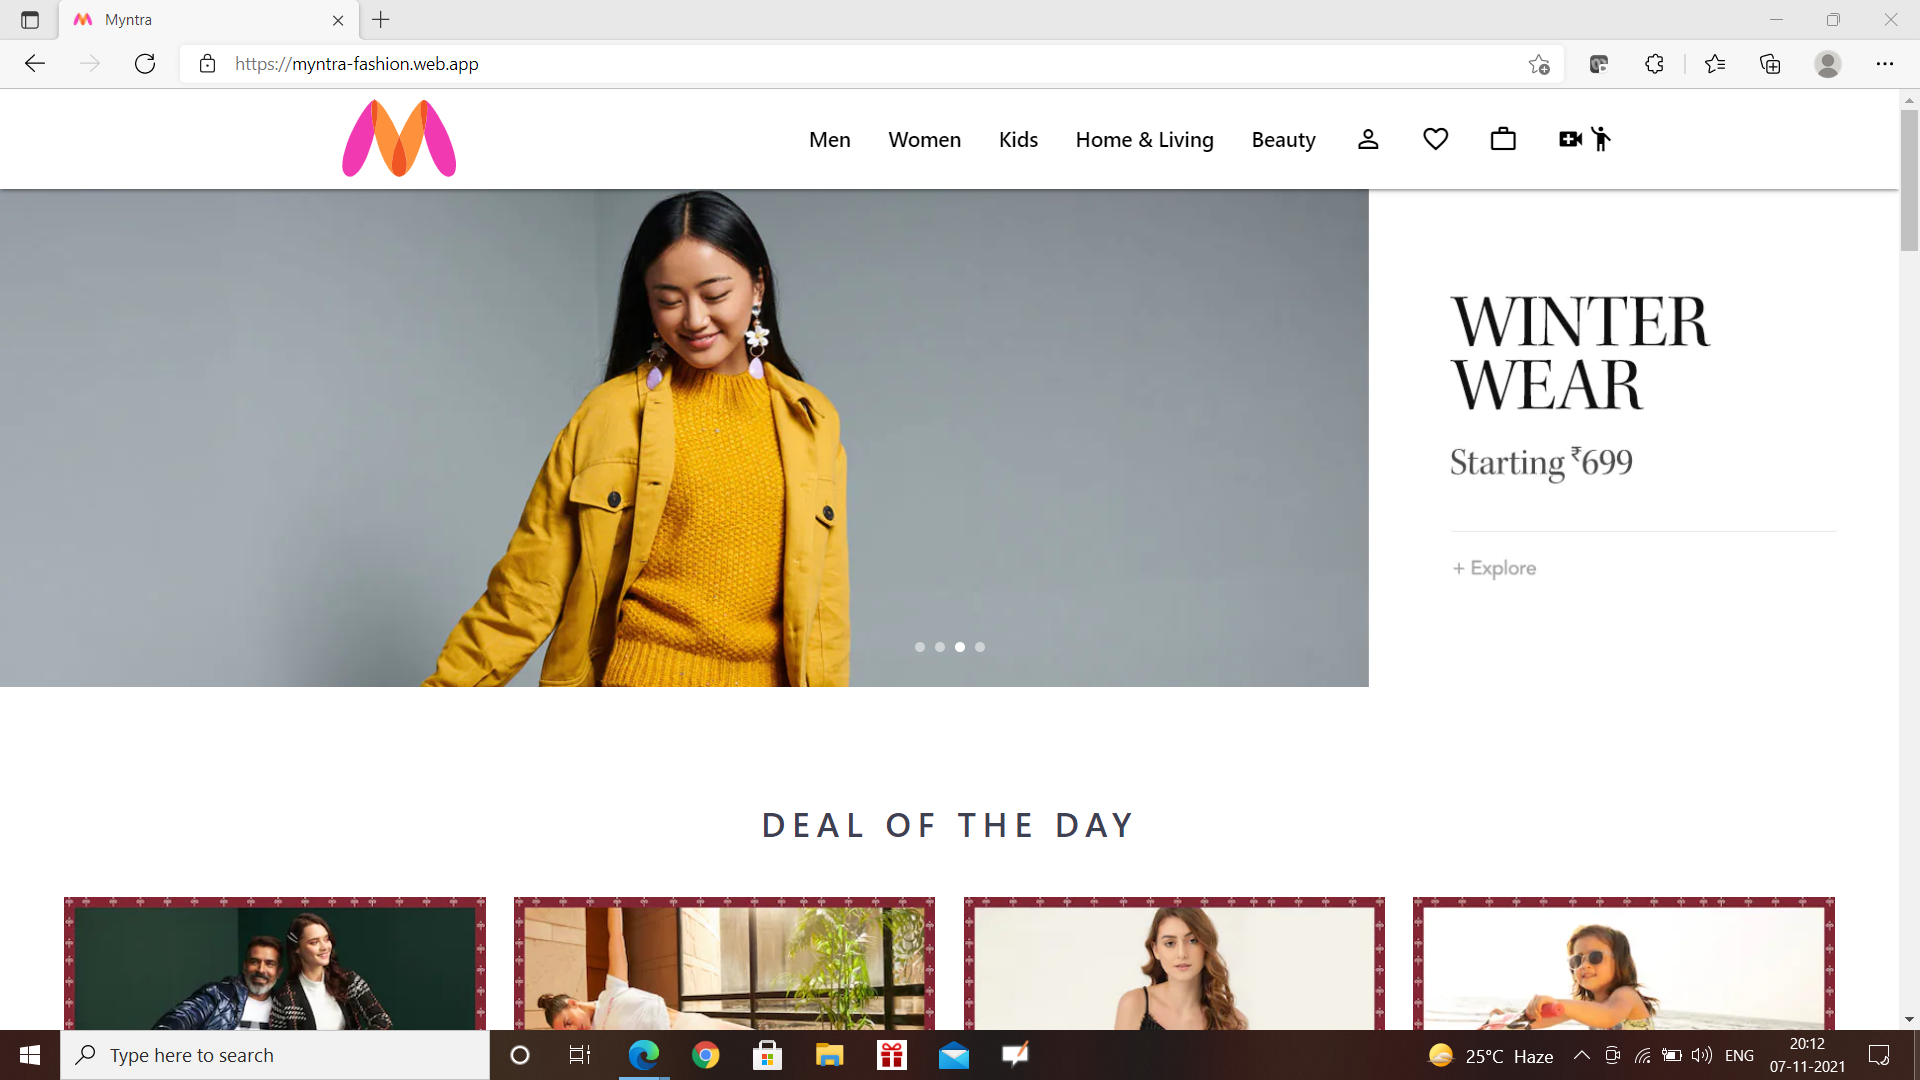 Myntra
https://myntra-fashion.web.app
Men Women Kids Home & Living Beauty
WINTER
WEAR
Starting ₹699
+ Explore
DEAL OF THE DAY
Type here to search
25°C Haze
ENG
20:12
07-11-2021